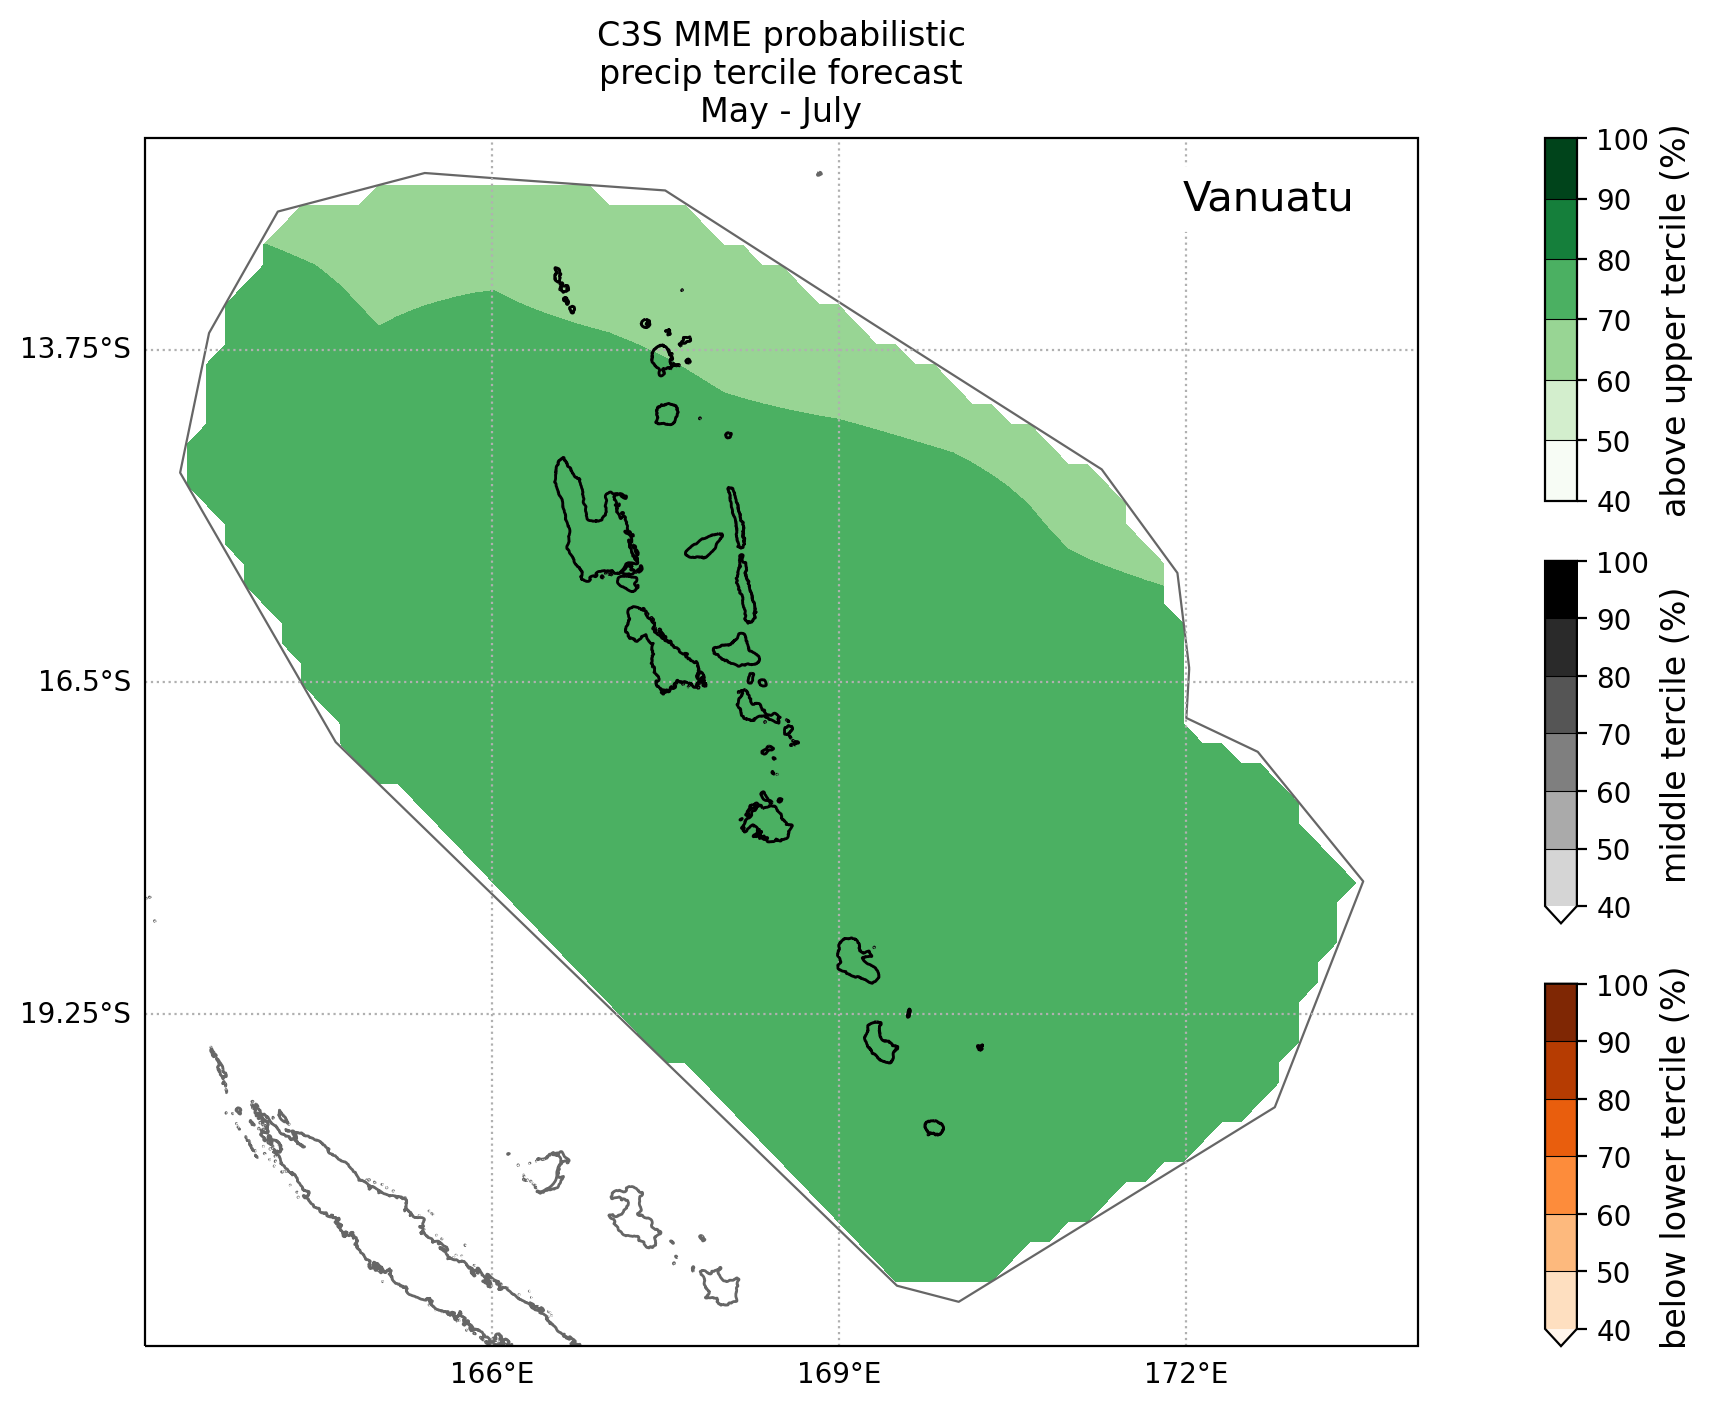 C3S MME probabilistic
precip tercile forecast
May - July
Vanuatu
13.75°S
16.5°S
19.25°S
166°E
169°E
172°E
100
90
80
70
60
50
40
above upper tercile (%)
100
90
80
70
60
50
40
middle tercile (%)
100
90
80
70
60
50
40
below lower tercile (%)